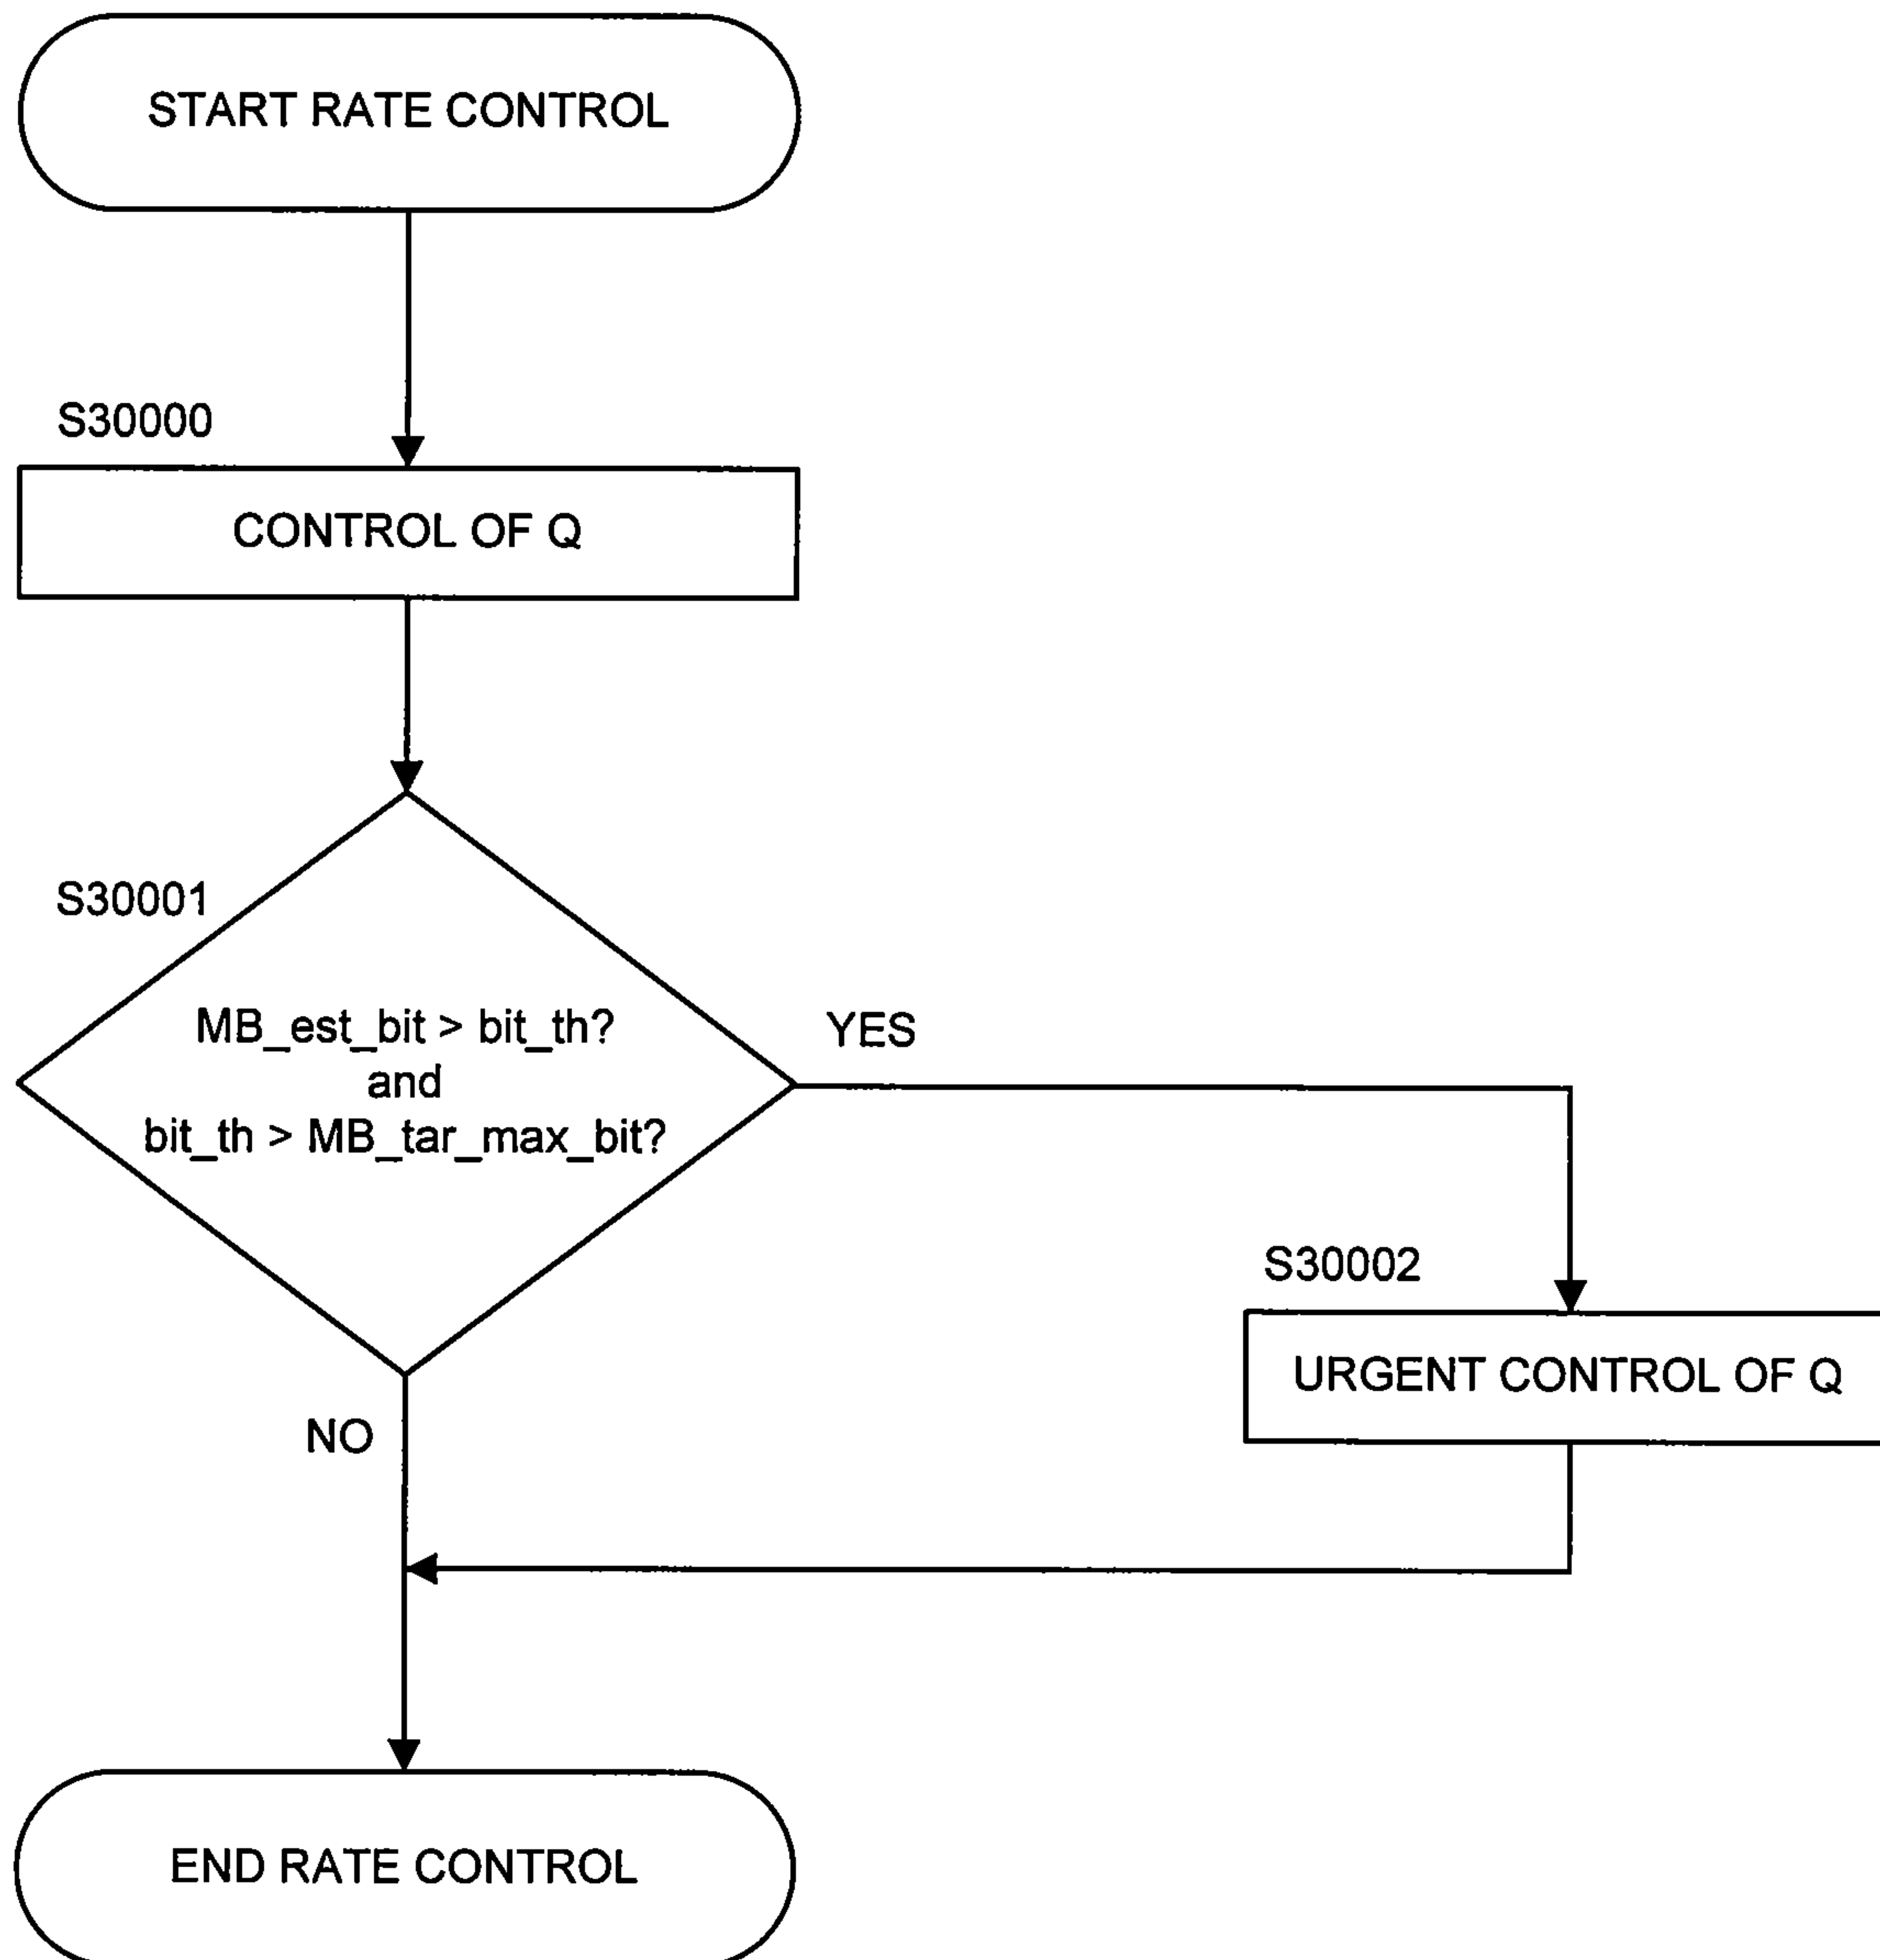 START RATE CONTROL
S30000
CONTROL OF Q
S30001
MB_est_bit > bit_th?
and
bit_th > MB_tar_max_bit?
YES
S30002
URGENT CONTROL OF Q
NO
END RATE CONTROL